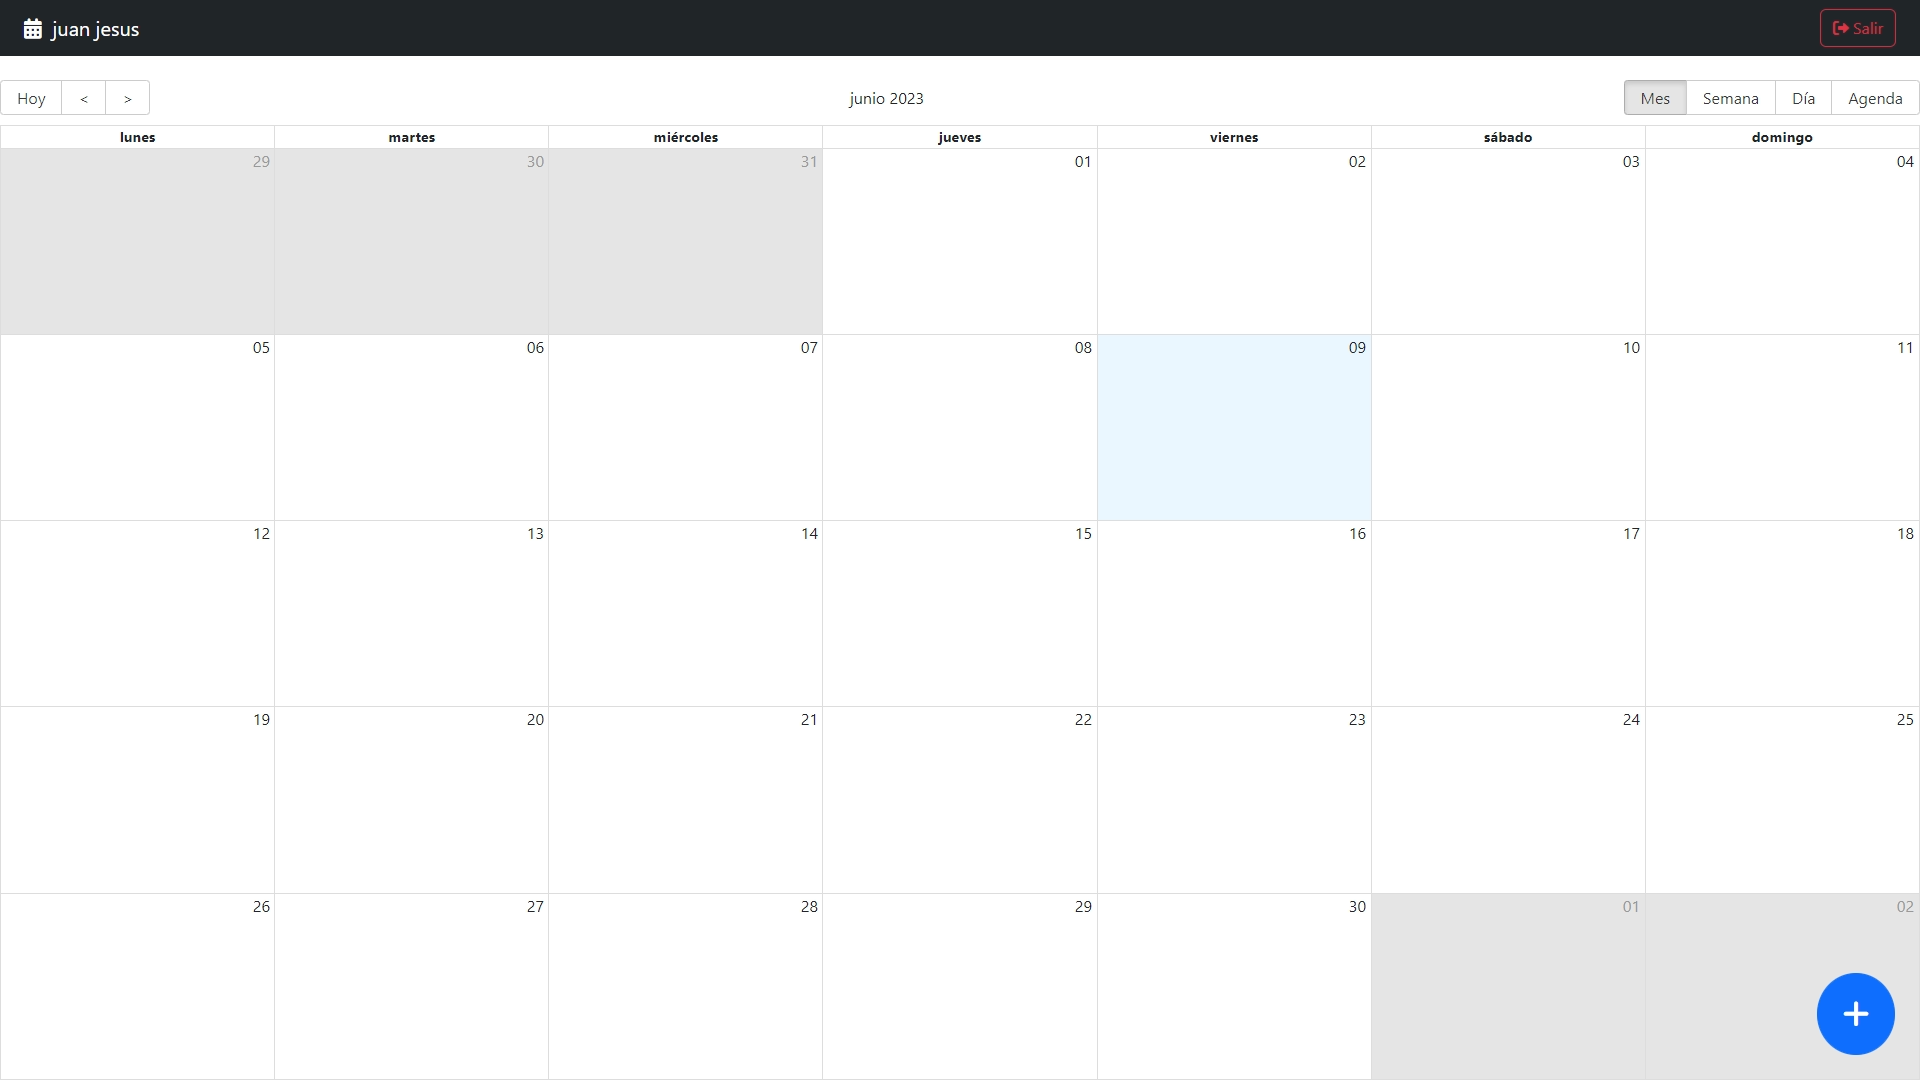 juan jesus Salir
Hoy < > junio 2023 Mes Semana Día Agenda
lunes martes miércoles jueves viernes sábado domingo
29 30 31 01 02 03 04
05 06 07 08 09 10 11
12 13 14 15 16 17 18
19 20 21 22 23 24 25
26 27 28 29 30 01 02